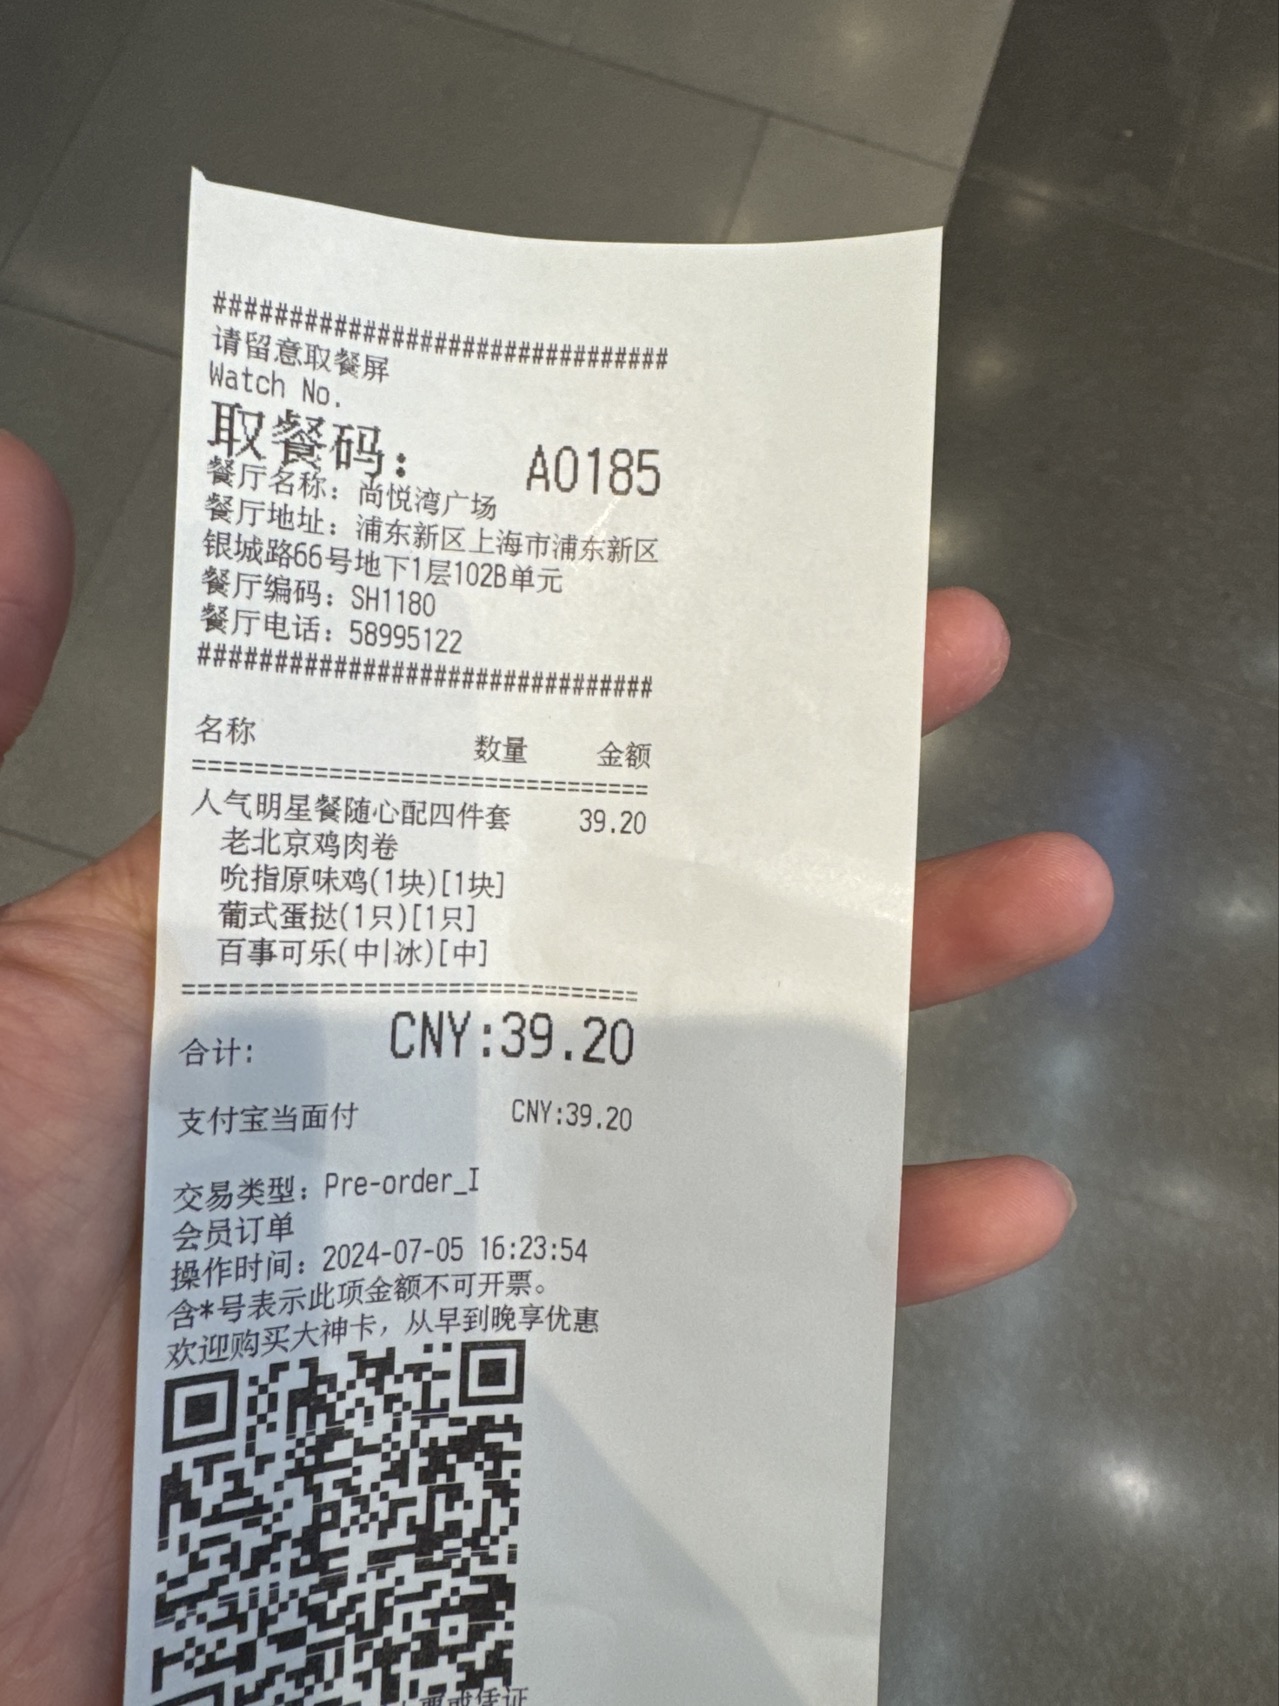 ##############################
请留意取餐屏
Watch No.
取餐码： A0185
餐厅名称：尚悦湾广场
餐厅地址：浦东新区上海市浦东新区
银城路66号地下1层102B单元
餐厅编码：SH1180
餐厅电话：58995122
##############################
名称 数量 金额
==============================
人气明星餐随心配四件套 39.20
老北京鸡肉卷
吮指原味鸡(1块)[1块]
葡式蛋挞(1只)[1只]
百事可乐(中|冰)[中]
==============================
合计: CNY:39.20
支付宝当面付 CNY:39.20
交易类型：Pre-order_I
会员订单
操作时间：2024-07-05 16:23:54
含*号表示此项金额不可开票。
欢迎购买大神卡，从早到晚享优惠